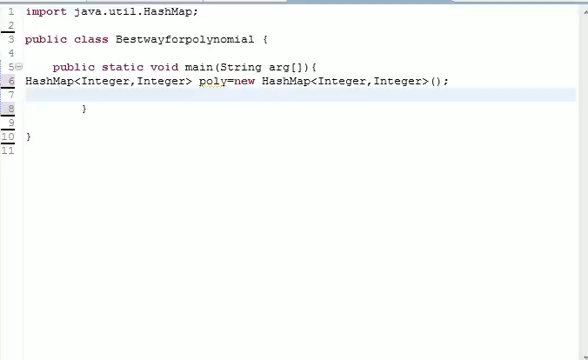 1 import java.util.HashMap;
2
3 public class Bestwayforpolynomial {
4
5 public static void main(String arg[]){
6 HashMap<Integer,Integer> poly=new HashMap<Integer,Integer>();
7
8 }
9
10 }
11